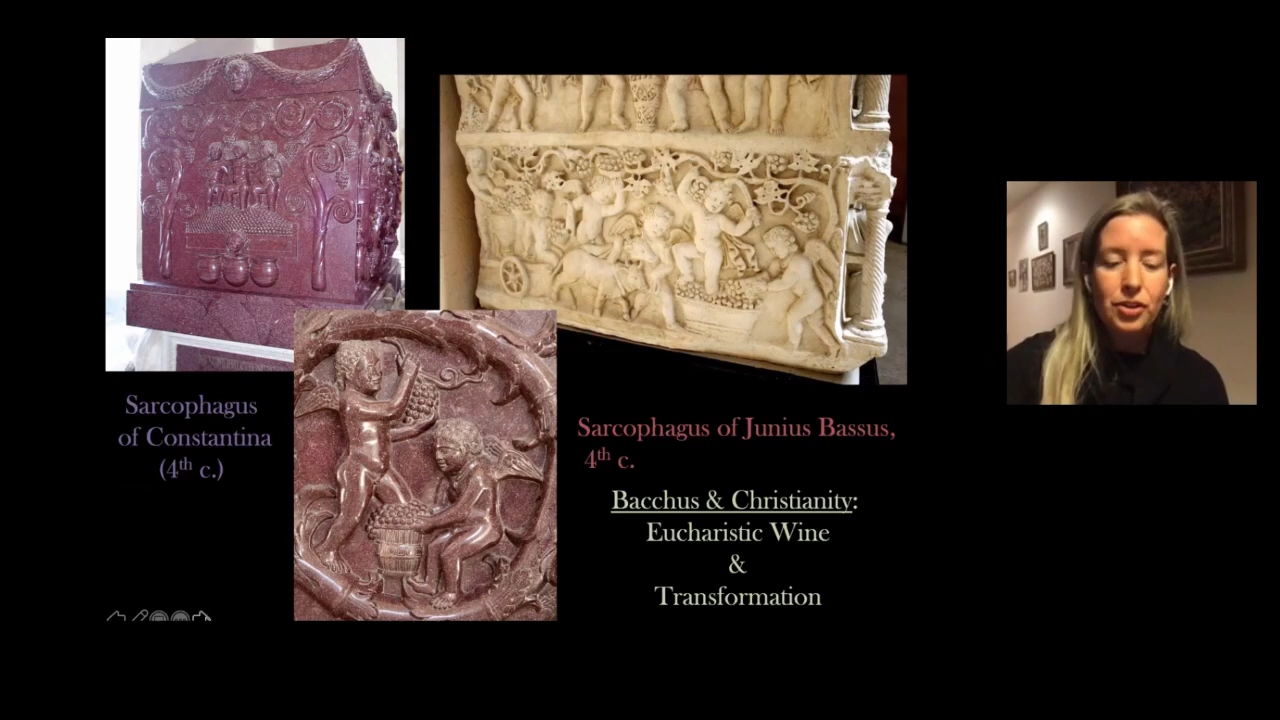 Sarcophagus
of Constantina
(4th c.)
Sarcophagus of Junius Bassus,
4th c.
Bacchus & Christianity:
Eucharistic Wine
&
Transformation